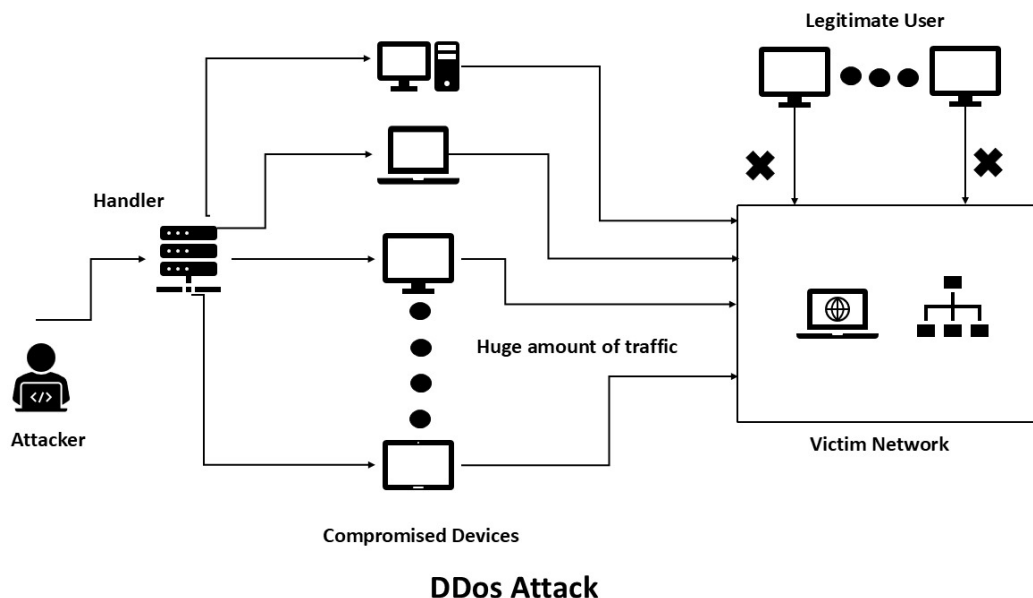 Legitimate User
Handler
Huge amount of traffic
</>
Attacker
Victim Network
Compromised Devices
DDos Attack